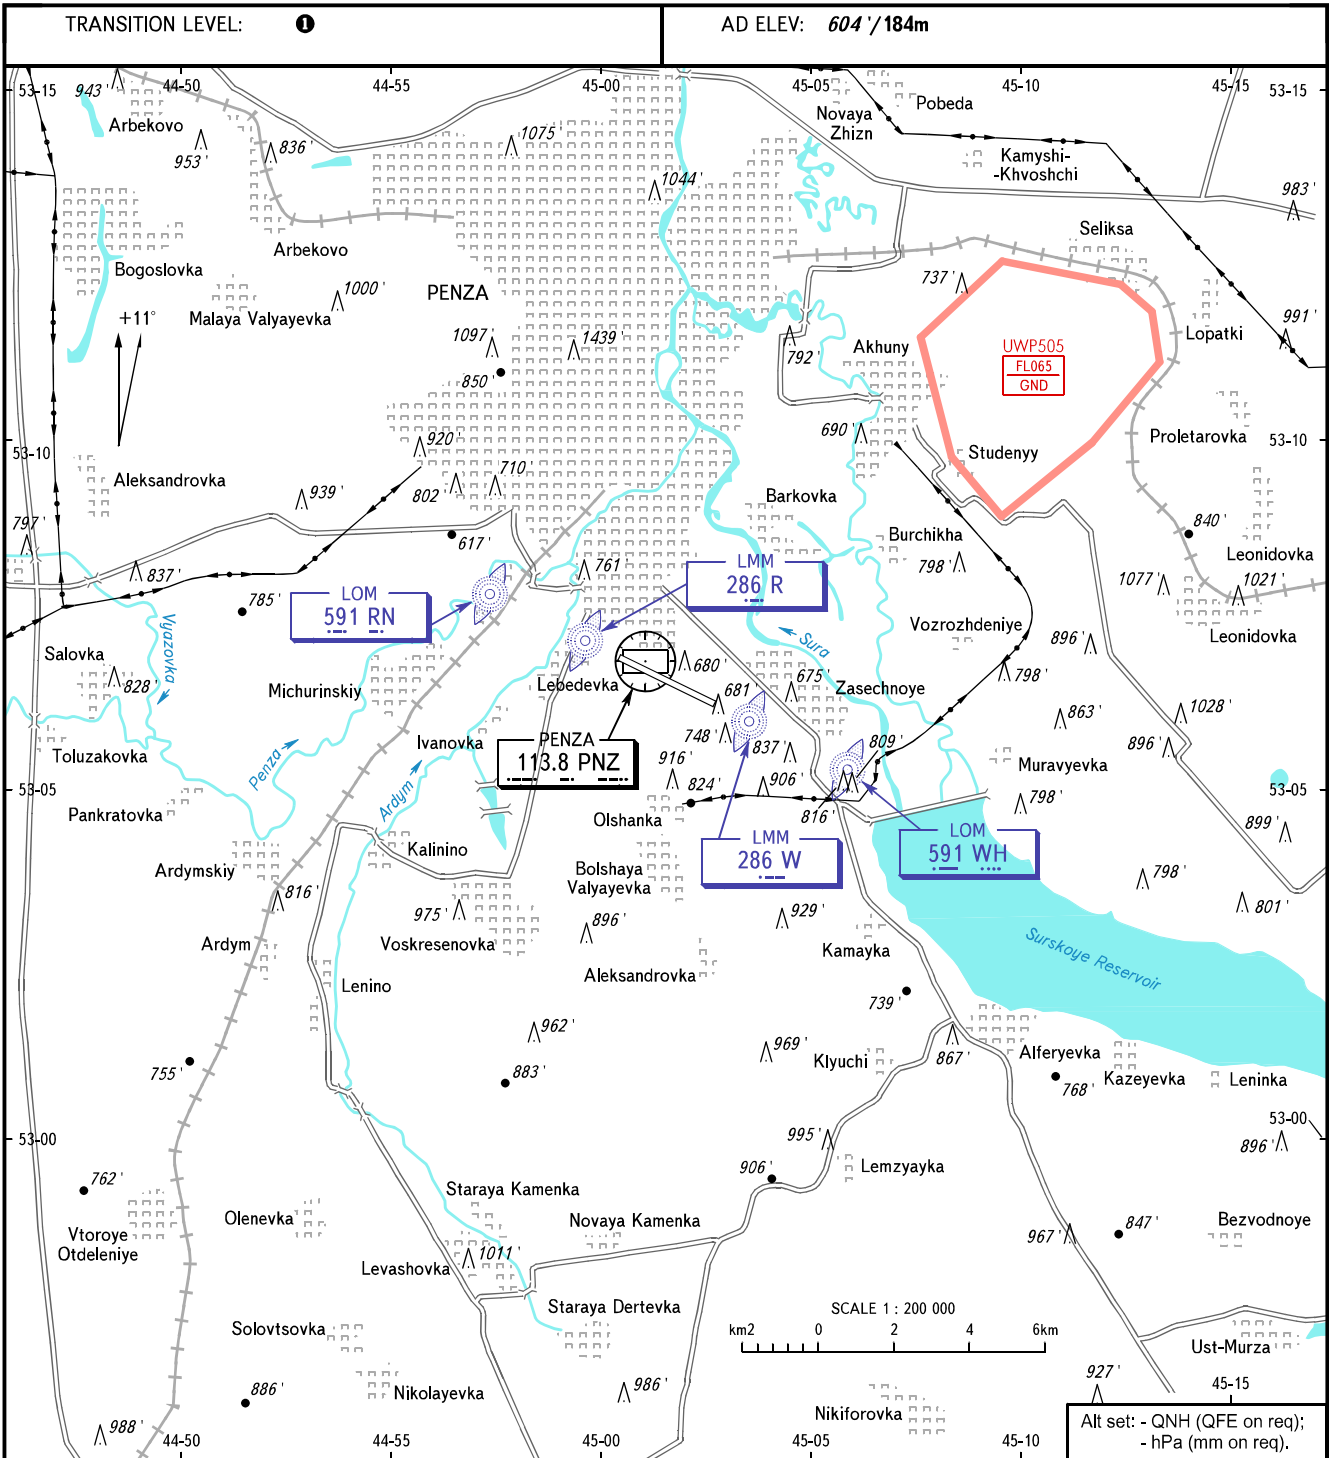 TRANSITION LEVEL: ❶
AD ELEV: 604'/184m
53-15
44-50
44-55
45-00
45-05
45-10
45-15
53-15
943'
Arbekovo
953'
836'
1075'
1044'
Novaya
Zhizn
Pobeda
Kamyshi-
-Khvoshchi
983'
Arbekovo
Bogoslovka
Malaya Valyayevka
1000'
PENZA
+11°
1097
1439'
850'
737'
Seliksa
991'
Lopatki
792'
Akhuny
UWP505
FL065
GND
53-10
920'
690'
Studenyy
Proletarovka
53-10
Aleksandrovka
939'
802'
710'
Barkovka
797'
617'
Burchikha
840'
Leonidovka
837'
785'
761'
798'
1077'
1021'
LOM
591 RN
LMM
286 R
Vyazovka
Sura
Vozrozhdeniye
896'
Leonidovka
Salovka
828'
Michurinskiy
Lebedevka
680'
675'
Zasechnoye
798'
681
Toluzakovka
Penza
Ivanovka
PENZA
113.8 PNZ
748'
837'
809'
863'
1028'
896'
Muravyevka
Pankratovka
Ardym
916'
824'
906'
816'
798'
53-05
53-05
Olshanka
899'
Ardymskiy
Kalinino
Bolshaya
Valyayevka
LMM
286 W
LOM
591 WH
816'
975'
Voskresenovka
896'
929'
798'
801'
Ardym
Kamayka
Surskoye Reservoir
Lenino
Aleksandrovka
739'
962'
969'
Klyuchi
867'
Alferyevka
755'
883'
768'
Kazeyevka
Leninka
53-00
995'
53-00
896'
762'
906'
Lemzyayka
Staraya Kamenka
Vtoroye
Otdeleniye
Olenevka
Novaya Kamenka
967'
847'
Bezvodnoye
Levashovka
1011'
Solovtsovka
Staraya Dertevka
SCALE 1 : 200 000
km2 0 2 4 6km
Ust-Murza
886'
Nikolayevka
986'
927'
45-15
988'
Nikiforovka
44-50
44-55
45-00
45-05
45-10
Alt set: - QNH (QFE on req);
- hPa (mm on req).